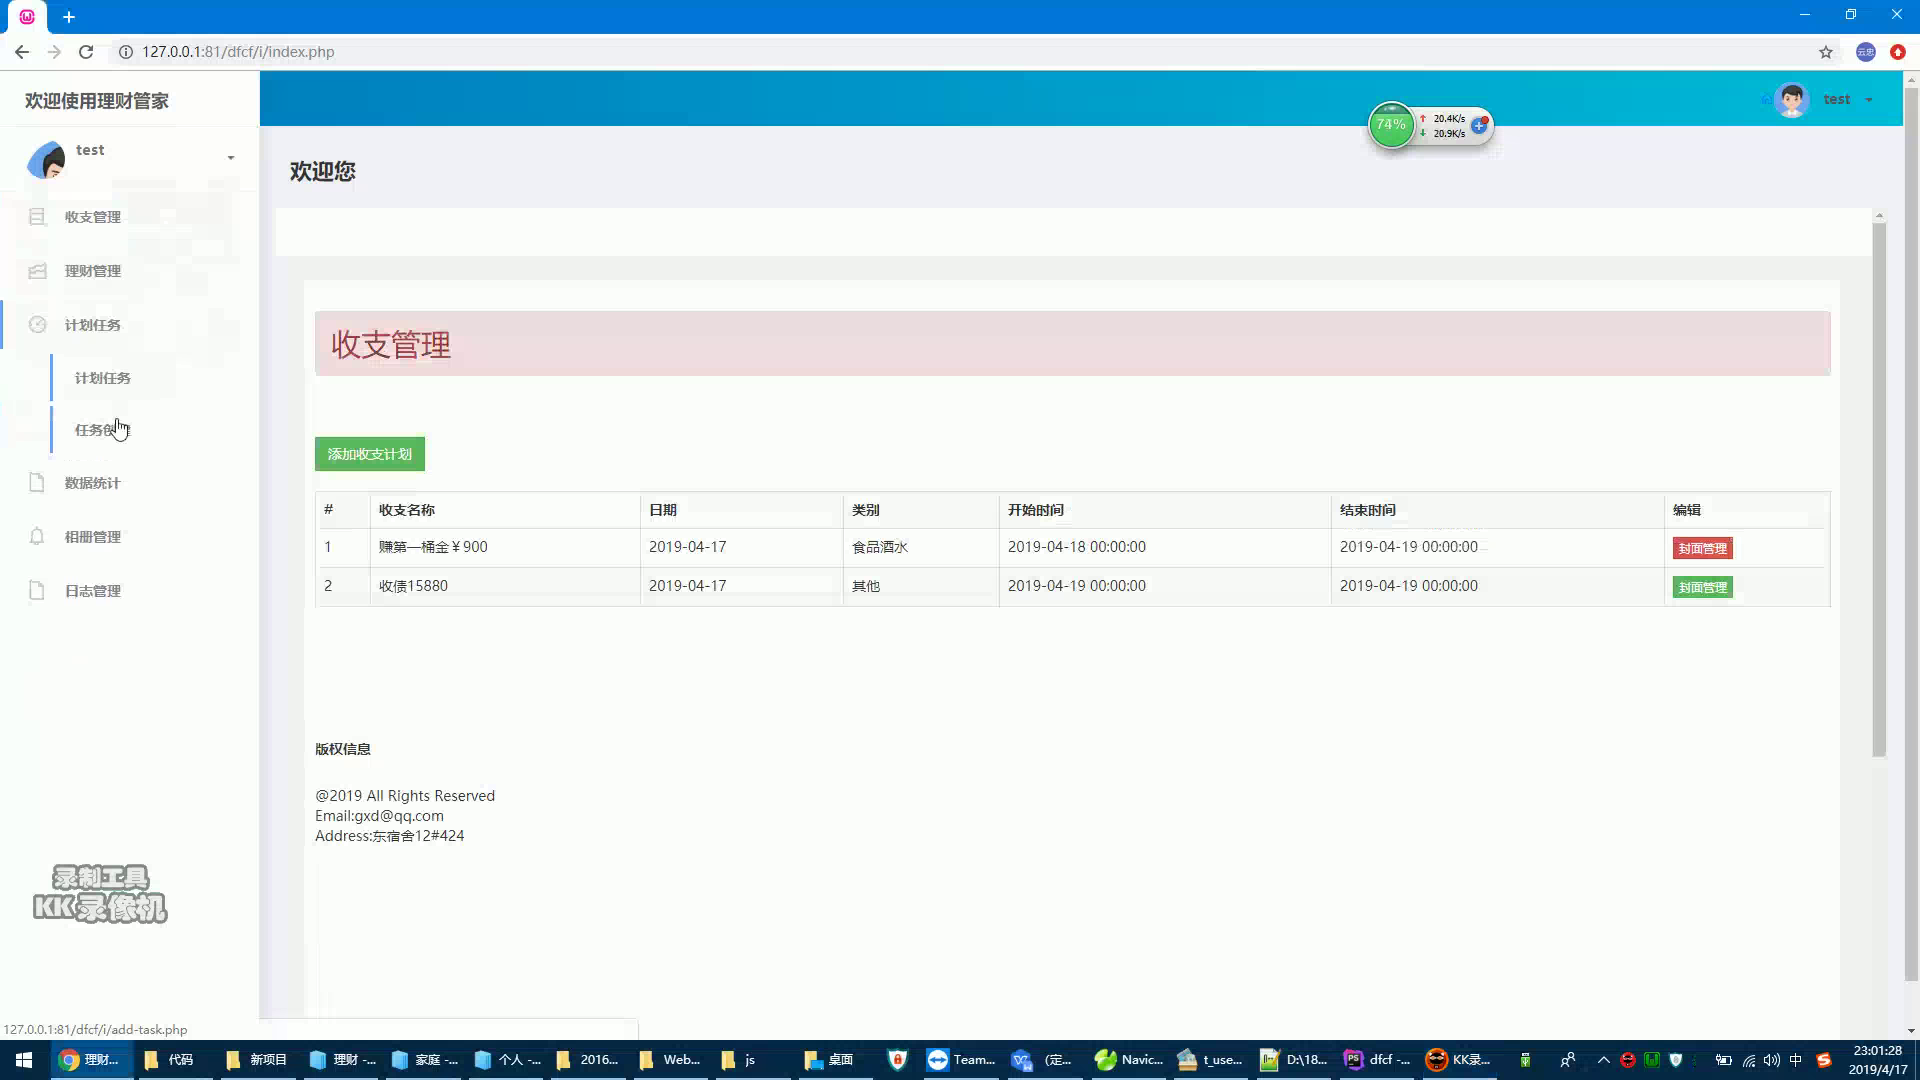 127.0.0.1:81/dfcf/i/index.php
云忠
欢迎使用理财管家
test
74%
20.4K/s
20.9K/s
test
欢迎您
收支管理
理财管理
计划任务
计划任务
任务创
数据统计
相册管理
日志管理
收支管理
添加收支计划
# 收支名称 日期 类别 开始时间 结束时间 编辑
1 赚第一桶金￥900 2019-04-17 食品酒水 2019-04-18 00:00:00 2019-04-19 00:00:00 封面管理
2 收债15880 2019-04-17 其他 2019-04-19 00:00:00 2019-04-19 00:00:00 封面管理
版权信息
@2019 All Rights Reserved
Email:gxd@qq.com
Address:东宿舍12#424
录制工具
KK录像机
127.0.0.1:81/dfcf/i/add-task.php
理财... 代码 新项目 理财 -... 家庭 -... 个人 -... 2016... Web... js 桌面 Team... (定... Navic... t_use... D:\18... dfcf -... KK录... 中
23:01:28
2019/4/17